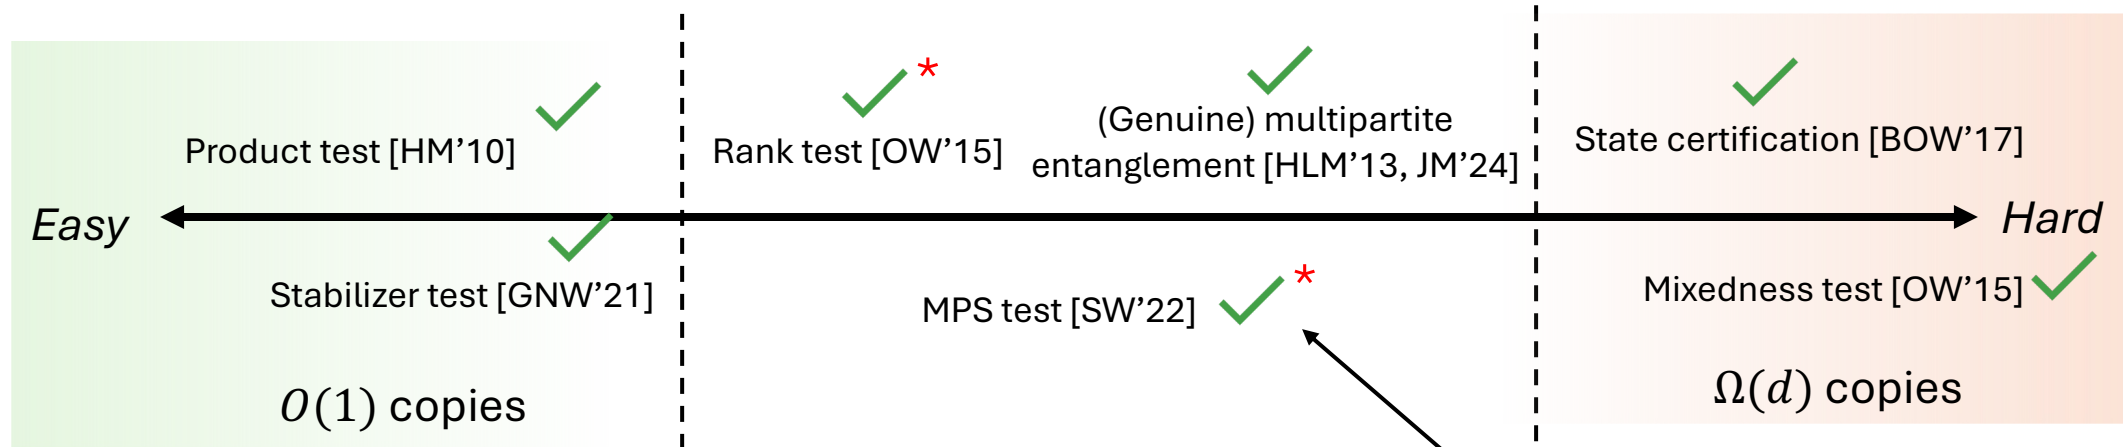 Product test [HM’10]
Rank test [OW’15]
*
(Genuine) multipartite
entanglement [HLM’13, JM’24]
State certification [BOW’17]
Easy
Hard
Stabilizer test [GNW’21]
MPS test [SW’22]
*
Mixedness test [OW’15]
O(1) copies
Ω(d) copies